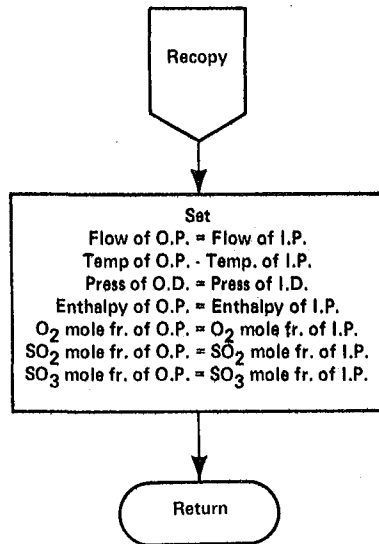 Recopy
Set
Flow of O.P. = Flow of I.P.
Temp of O.P. - Temp. of I.P.
Press of O.D. = Press of I.D.
Enthalpy of O.P. = Enthalpy of I.P.
O₂ mole fr. of O.P. = O₂ mole fr. of I.P.
SO₂ mole fr. of O.P. = SO₂ mole fr. of I.P.
SO₃ mole fr. of O.P. = SO₃ mole fr. of I.P.
Return